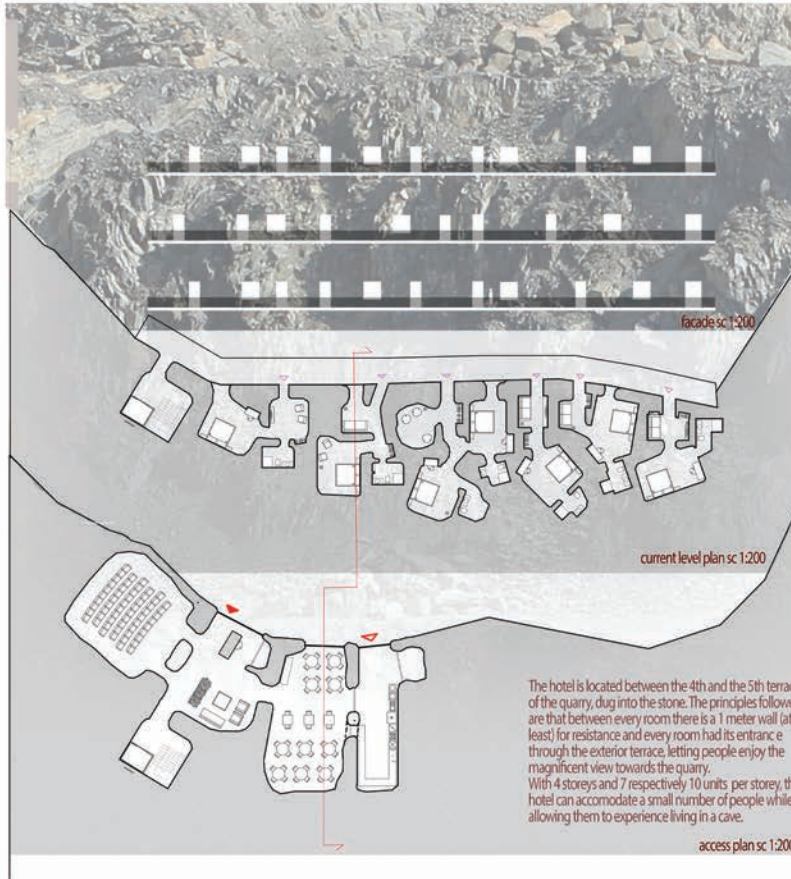 facade sc 1:200
current level plan sc 1:200
The hotel is located between the 4th and the 5th terrac
of the quarry, dug into the stone. The principles followe
are that between every room there is a 1 meter wall (at
least) for resistance and every room had its entranc e
through the exterior terrace, letting people enjoy the
magnificent view towards the quarry.
With 4 storeys and 7 respectively 10 units per storey, th
hotel can accomodate a small number of people while
allowing them to experience living in a cave.
access plan sc 1:200